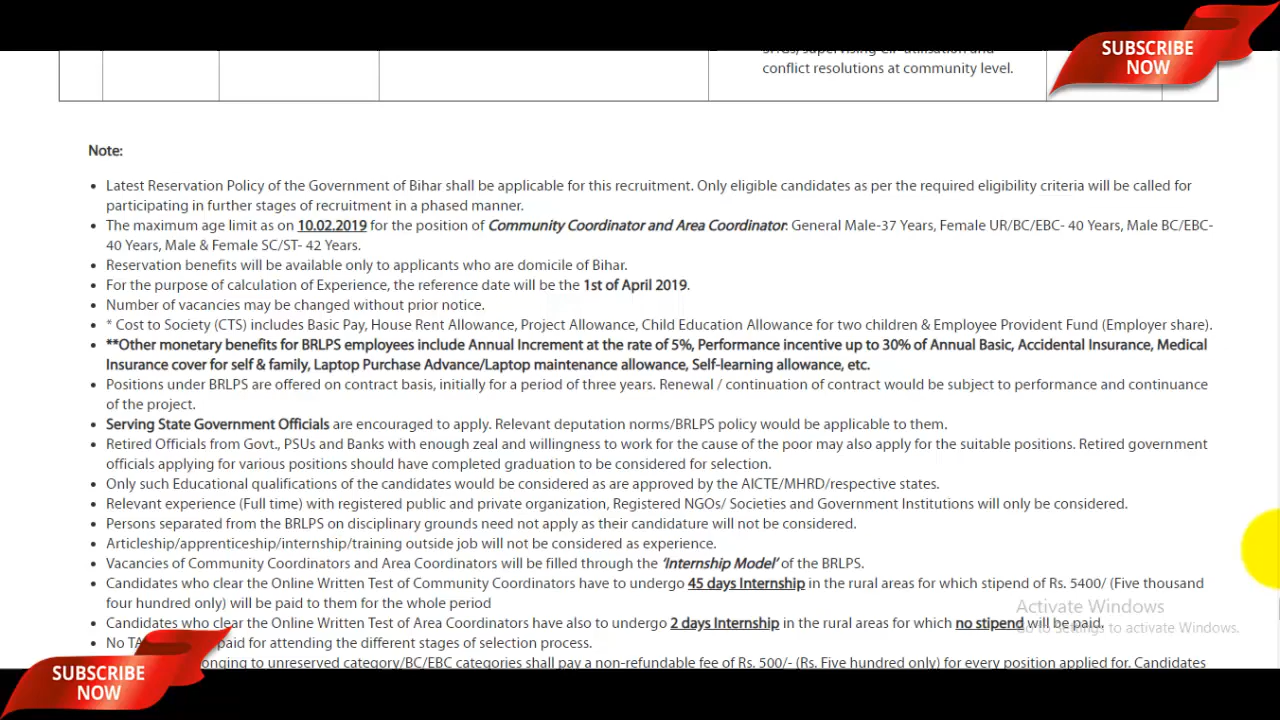 conflict resolutions at community level.
SUBSCRIBE
NOW
Note:
• Latest Reservation Policy of the Government of Bihar shall be applicable for this recruitment. Only eligible candidates as per the required eligibility criteria will be called for
participating in further stages of recruitment in a phased manner.
• The maximum age limit as on 10.02.2019 for the position of Community Coordinator and Area Coordinator: General Male-37 Years, Female UR/BC/EBC- 40 Years, Male BC/EBC-
40 Years, Male & Female SC/ST- 42 Years.
• Reservation benefits will be available only to applicants who are domicile of Bihar.
• For the purpose of calculation of Experience, the reference date will be the 1st of April 2019.
• Number of vacancies may be changed without prior notice.
• * Cost to Society (CTS) includes Basic Pay, House Rent Allowance, Project Allowance, Child Education Allowance for two children & Employee Provident Fund (Employer share).
• **Other monetary benefits for BRLPS employees include Annual Increment at the rate of 5%, Performance incentive up to 30% of Annual Basic, Accidental Insurance, Medical
Insurance cover for self & family, Laptop Purchase Advance/Laptop maintenance allowance, Self-learning allowance, etc.
• Positions under BRLPS are offered on contract basis, initially for a period of three years. Renewal / continuation of contract would be subject to performance and continuance
of the project.
• Serving State Government Officials are encouraged to apply. Relevant deputation norms/BRLPS policy would be applicable to them.
• Retired Officials from Govt., PSUs and Banks with enough zeal and willingness to work for the cause of the poor may also apply for the suitable positions. Retired government
officials applying for various positions should have completed graduation to be considered for selection.
• Only such Educational qualifications of the candidates would be considered as are approved by the AICTE/MHRD/respective states.
• Relevant experience (Full time) with registered public and private organization, Registered NGOs/ Societies and Government Institutions will only be considered.
• Persons separated from the BRLPS on disciplinary grounds need not apply as their candidature will not be considered.
• Articleship/apprenticeship/internship/training outside job will not be considered as experience.
• Vacancies of Community Coordinators and Area Coordinators will be filled through the 'Internship Model' of the BRLPS.
• Candidates who clear the Online Written Test of Community Coordinators have to undergo 45 days Internship in the rural areas for which stipend of Rs. 5400/ (Five thousand
four hundred only) will be paid to them for the whole period
• Candidates who clear the Online Written Test of Area Coordinators have also to undergo 2 days Internship in the rural areas for which no stipend will be paid.
• No paid for attending the different stages of selection process.
unreserved category/BC/EBC categories shall pay a non-refundable fee of Rs. 500/- (Rs. Five hundred only) for every position applied for. Candidates
Activate Windows
Go to Settings to activate Windows.
SUBSCRIBE
NOW